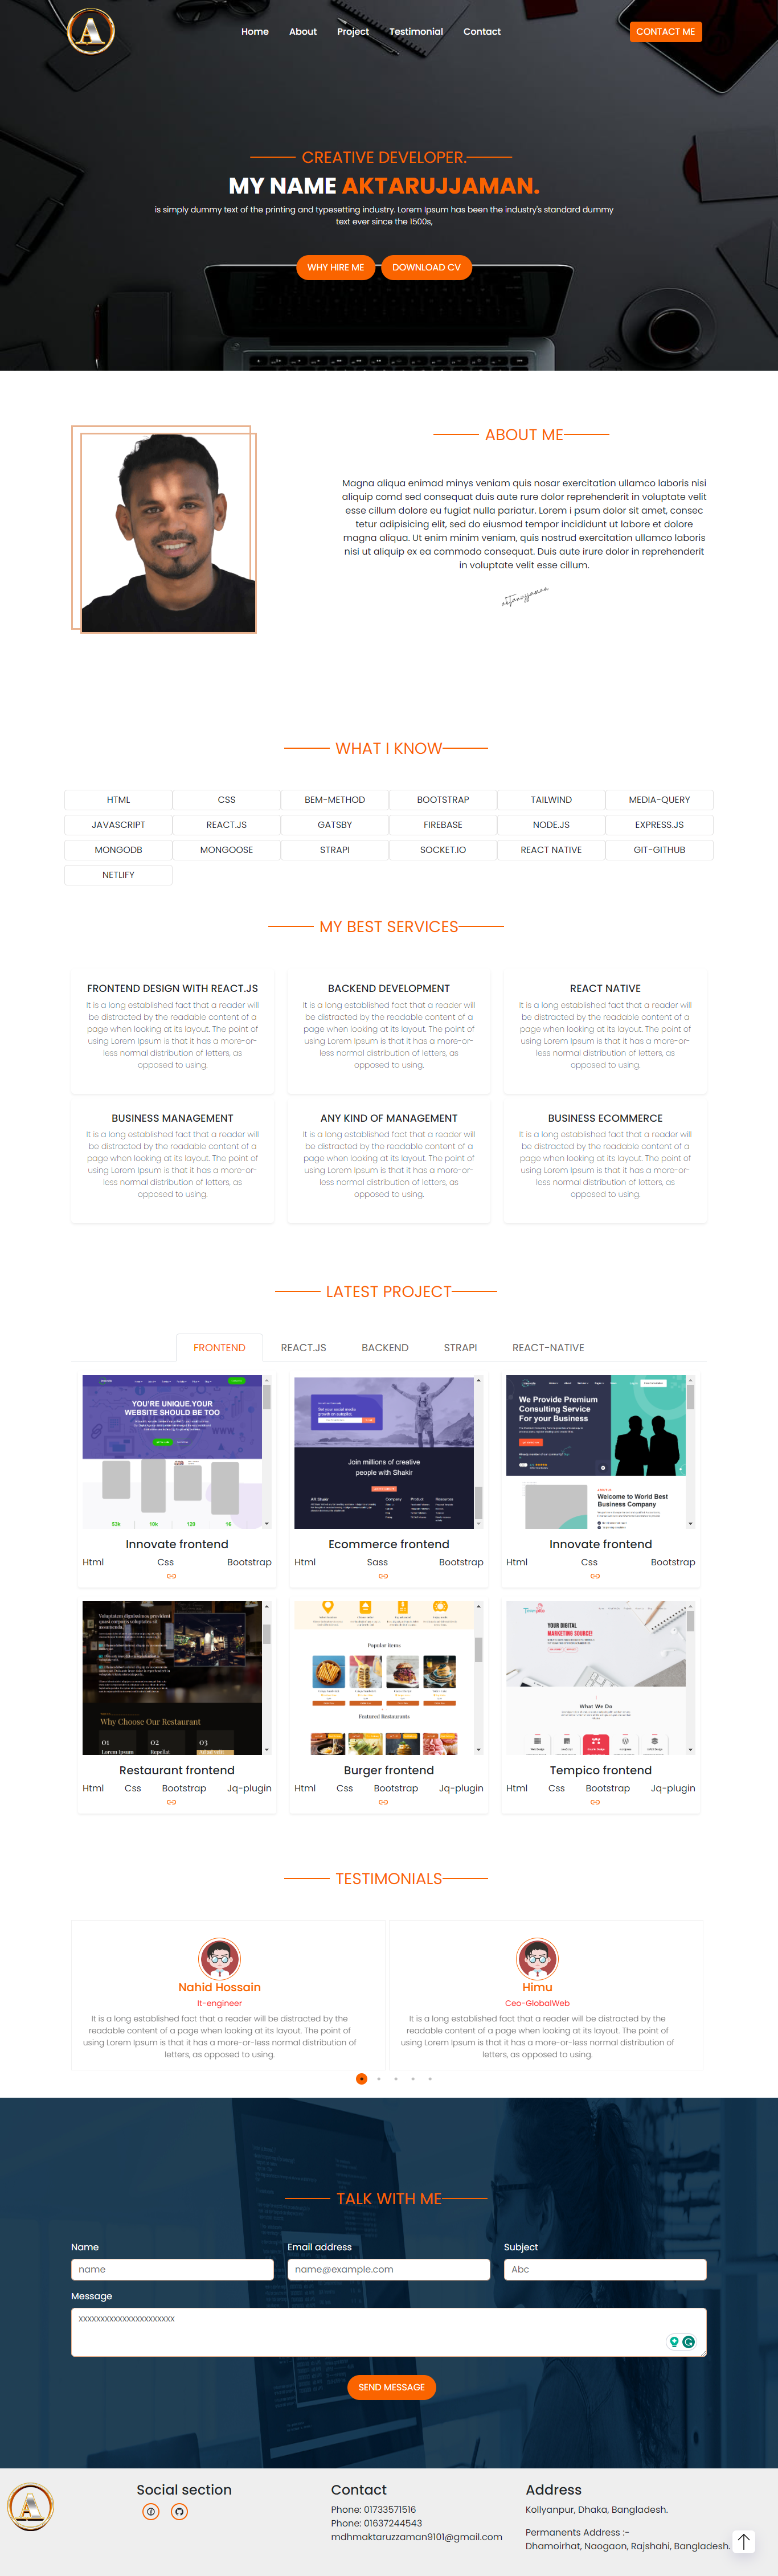 Home About Project Testimonial Contact CONTACT ME
CREATIVE DEVELOPER.
MY NAME AKTARUJJAMAN.
is simply dummy text of the printing and typesetting industry. Lorem Ipsum has been the industry's standard dummy
text ever since the 1500s,
WHY HIRE ME DOWNLOAD CV
ABOUT ME
Magna aliqua enimad minys veniam quis nosar exercitation ullamco laboris nisi
aliquip comd sed consequat duis aute rure dolor reprehenderit in voluptate velit
esse cillum dolore eu fugiat nulla pariatur. Lorem i psum dolor sit amet, consec
tetur adipisicing elit, sed do eiusmod tempor incididunt ut labore et dolore
magna aliqua. Ut enim minim veniam, quis nostrud exercitation ullamco laboris
nisi ut aliquip ex ea commodo consequat. Duis aute irure dolor in reprehenderit
in voluptate velit esse cillum.
aktarujjaman
WHAT I KNOW
HTML CSS BEM-METHOD BOOTSTRAP TAILWIND MEDIA-QUERY
JAVASCRIPT REACT.JS GATSBY FIREBASE NODE.JS EXPRESS.JS
MONGODB MONGOOSE STRAPI SOCKET.IO REACT NATIVE GIT-GITHUB
NETLIFY
MY BEST SERVICES
FRONTEND DESIGN WITH REACT.JS
It is a long established fact that a reader will
be distracted by the readable content of a
page when looking at its layout. The point of
using Lorem Ipsum is that it has a more-or-
less normal distribution of letters, as
opposed to using.
BACKEND DEVELOPMENT
It is a long established fact that a reader will
be distracted by the readable content of a
page when looking at its layout. The point of
using Lorem Ipsum is that it has a more-or-
less normal distribution of letters, as
opposed to using.
REACT NATIVE
It is a long established fact that a reader will
be distracted by the readable content of a
page when looking at its layout. The point of
using Lorem Ipsum is that it has a more-or-
less normal distribution of letters, as
opposed to using.
BUSINESS MANAGEMENT
It is a long established fact that a reader will
be distracted by the readable content of a
page when looking at its layout. The point of
using Lorem Ipsum is that it has a more-or-
less normal distribution of letters, as
opposed to using.
ANY KIND OF MANAGEMENT
It is a long established fact that a reader will
be distracted by the readable content of a
page when looking at its layout. The point of
using Lorem Ipsum is that it has a more-or-
less normal distribution of letters, as
opposed to using.
BUSINESS ECOMMERCE
It is a long established fact that a reader will
be distracted by the readable content of a
page when looking at its layout. The point of
using Lorem Ipsum is that it has a more-or-
less normal distribution of letters, as
opposed to using.
LATEST PROJECT
FRONTEND REACT.JS BACKEND STRAPI REACT-NATIVE
YOU'RE UNIQUE.YOUR
WEBSITE SHOULD BE TOO
53k 10k 120 16
Innovate frontend
Html Css Bootstrap
Set your social media
growth on autopilot
Join millions of creative
people with Shakir
Company Product Resources
Ecommerce frontend
Html Sass Bootstrap
We Provide Premium
Consulting Service
For your Business
Welcome to World Best
Business Company
Innovate frontend
Html Css Bootstrap
Voluptatem dignissimos provident
quasi corporis voluptates sit
assumenda.
Why Choose Our Restaurant
01 02 03
Lorem Ipsum Repellat
Restaurant frontend
Html Css Bootstrap Jq-plugin
Popular items
Featured Restaurants
Burger frontend
Html Css Bootstrap Jq-plugin
YOUR DIGITAL
MARKETING SOURCE!
What We Do
Tempico frontend
Html Css Bootstrap Jq-plugin
TESTIMONIALS
Nahid Hossain
It-engineer
It is a long established fact that a reader will be distracted by the
readable content of a page when looking at its layout. The point of
using Lorem Ipsum is that it has a more-or-less normal distribution of
letters, as opposed to using.
Himu
Ceo-GlobalWeb
It is a long established fact that a reader will be distracted by the
readable content of a page when looking at its layout. The point of
using Lorem Ipsum is that it has a more-or-less normal distribution of
letters, as opposed to using.
TALK WITH ME
Name Email address Subject
name name@example.com Abc
Message
xxxxxxxxxxxxxxxxxxxxxx
SEND MESSAGE
A
Social section
Contact
Phone: 01733571516
Phone: 01637244543
mdhmaktaruzzaman9101@gmail.com
Address
Kollyanpur, Dhaka, Bangladesh.
Permanents Address :-
Dhamoirhat, Naogaon, Rajshahi, Bangladesh.